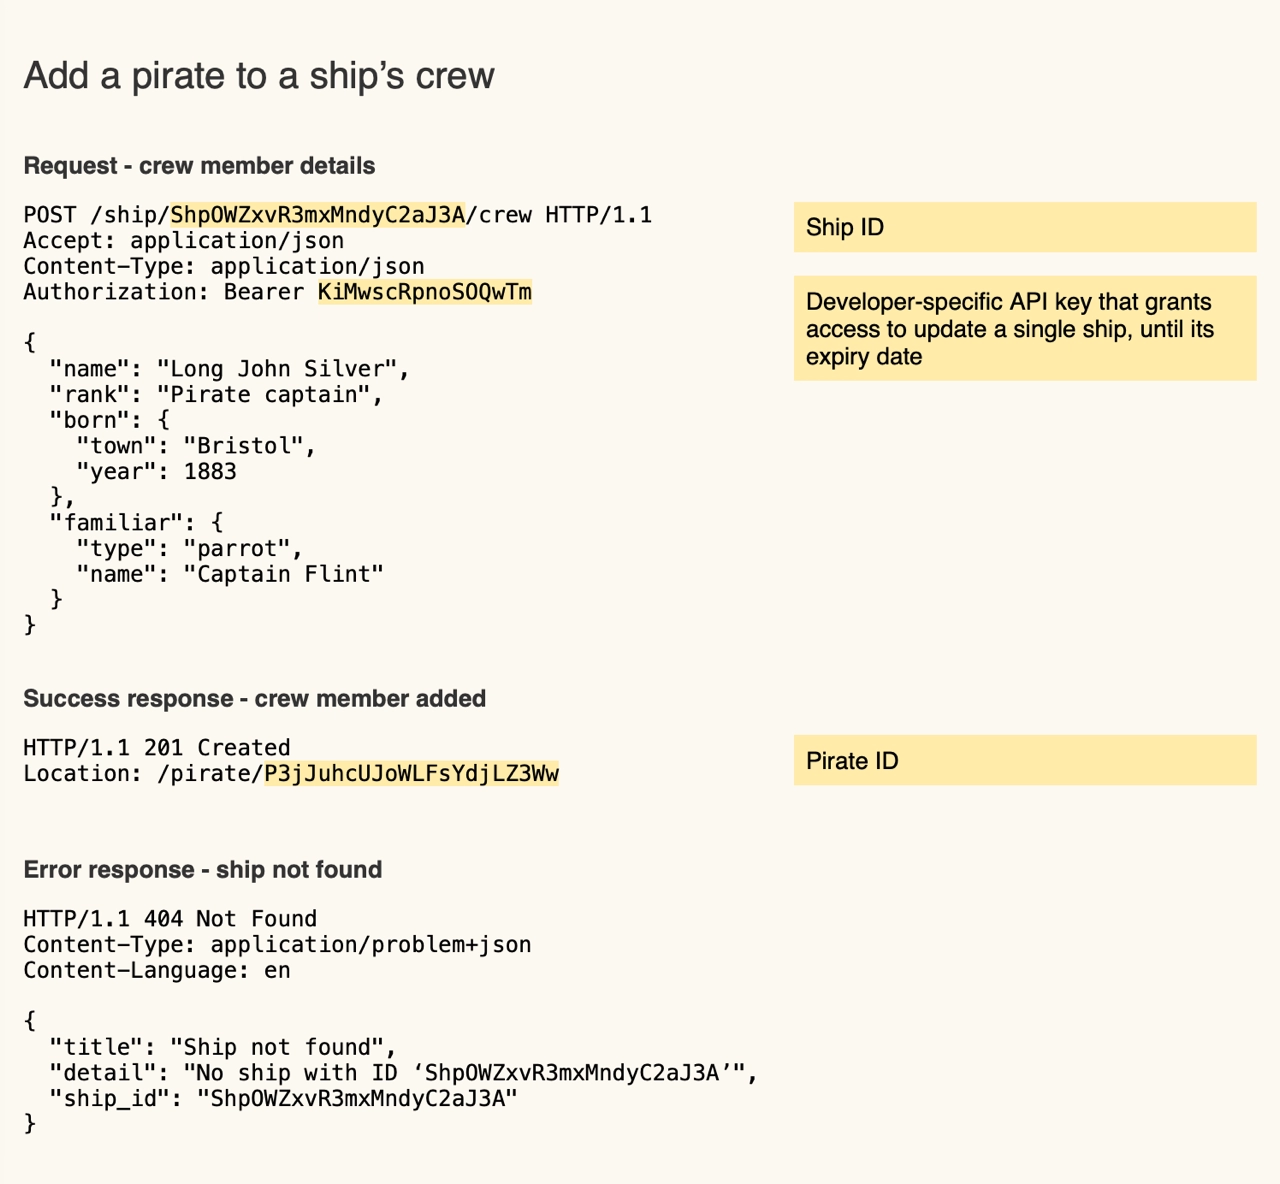 Add a pirate to a ship’s crew
Request - crew member details
POST /ship/ShpOWZxvR3mxMndyC2aJ3A/crew HTTP/1.1
Accept: application/json
Content-Type: application/json
Authorization: Bearer KiMwscRpnoSOQwTm
Ship ID
Developer-specific API key that grants
access to update a single ship, until its
expiry date
{
  "name": "Long John Silver",
  "rank": "Pirate captain",
  "born": {
    "town": "Bristol",
    "year": 1883
  },
  "familiar": {
    "type": "parrot",
    "name": "Captain Flint"
  }
}
Success response - crew member added
HTTP/1.1 201 Created
Location: /pirate/P3jJuhcUJoWLFsYdjLZ3Ww
Pirate ID
Error response - ship not found
HTTP/1.1 404 Not Found
Content-Type: application/problem+json
Content-Language: en
{
  "title": "Ship not found",
  "detail": "No ship with ID ‘ShpOWZxvR3mxMndyC2aJ3A’",
  "ship_id": "ShpOWZxvR3mxMndyC2aJ3A"
}